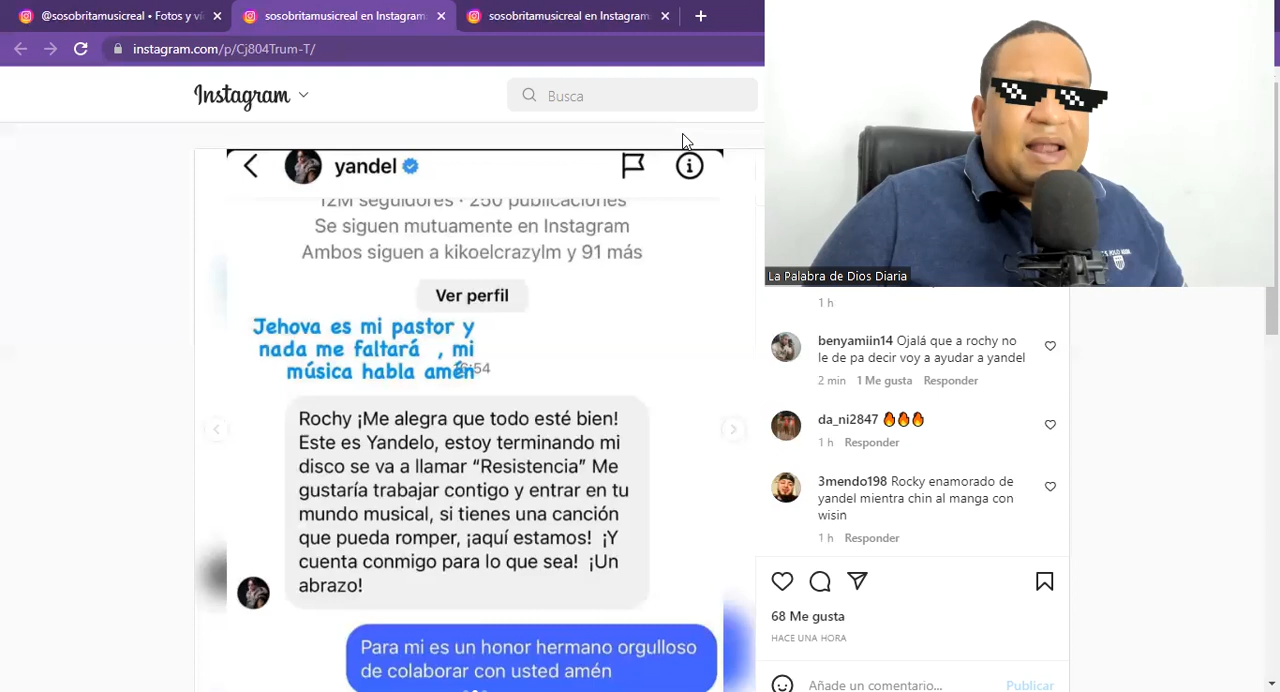 @sosobritamusicreal • Fotos y ví
sosobritamusicreal en Instagram
sosobritamusicreal en Instagram
instagram.com/p/Cj804Trum-T/
Instagram
Busca
yandel
12M seguidores · 250 publicaciones
Se siguen mutuamente en Instagram
Ambos siguen a kikoelcrazylm y 91 más
Ver perfil
Jehova es mi pastor y
nada me faltará , mi
música habla amén
:54
Rochy ¡Me alegra que todo esté bien!
Este es Yandelo, estoy terminando mi
disco se va a llamar “Resistencia” Me
gustaría trabajar contigo y entrar en tu
mundo musical, si tienes una canción
que pueda romper, ¡aquí estamos! ¡Y
cuenta conmigo para lo que sea! ¡Un
abrazo!
Para mi es un honor hermano orgulloso
de colaborar con usted amén
La Palabra de Dios Diaria
1 h
benyamiin14 Ojalá que a rochy no
le de pa decir voy a ayudar a yandel
2 min 1 Me gusta Responder
da_ni2847 🔥🔥🔥
1 h Responder
3mendo198 Rocky enamorado de
yandel mientra chin al manga con
wisin
1 h Responder
68 Me gusta
HACE UNA HORA
Añade un comentario...
Publicar